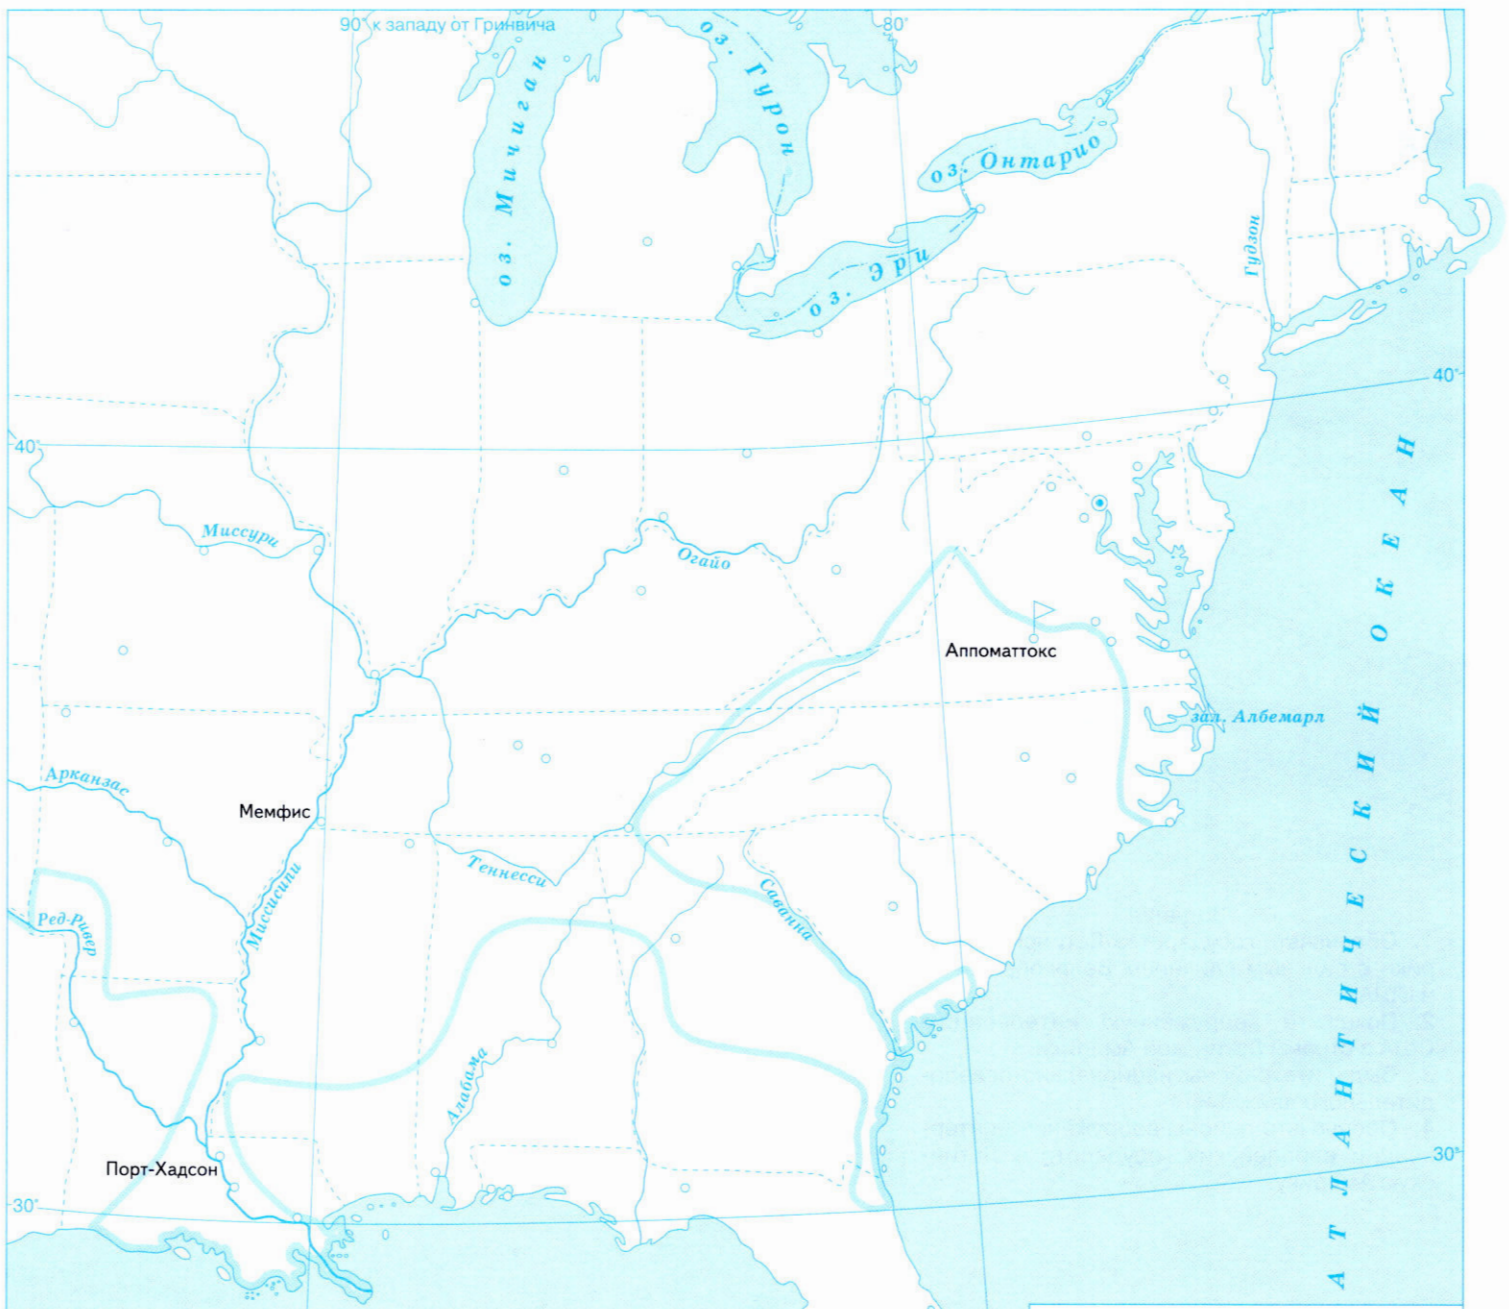 90° к западу от Гринвича
80°
оз. Мичиган
оз. Гурон
оз. Онтарио
оз. Эри
Гудзон
40°
40°
Миссури
Огайо
Аппоматтокс
зал. Албемарл
Арканзас
Мемфис
Теннесси
Миссисипи
Саванна
Ред-Ривер
Алабама
Порт-Хадсон
30°
30°
АТЛАНТИЧЕСКИЙ ОКЕАН